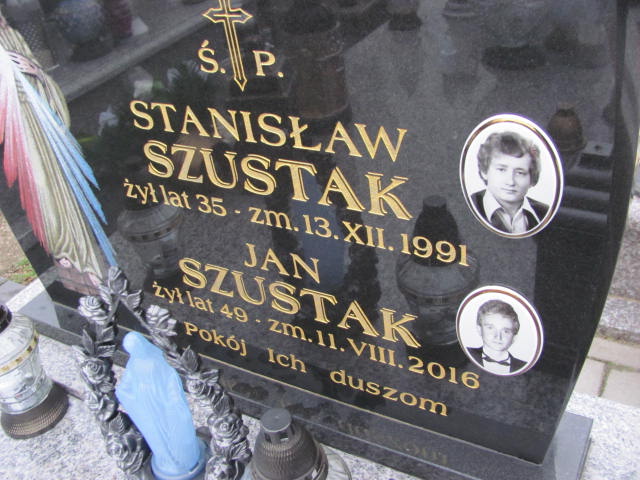 Ś. P.
STANISŁAW
SZUSTAK
żył lat 35 - zm. 13. XII. 1991
JAN
SZUSTAK
żył lat 49 - zm. 11. VIII. 2016
Pokój Ich duszom